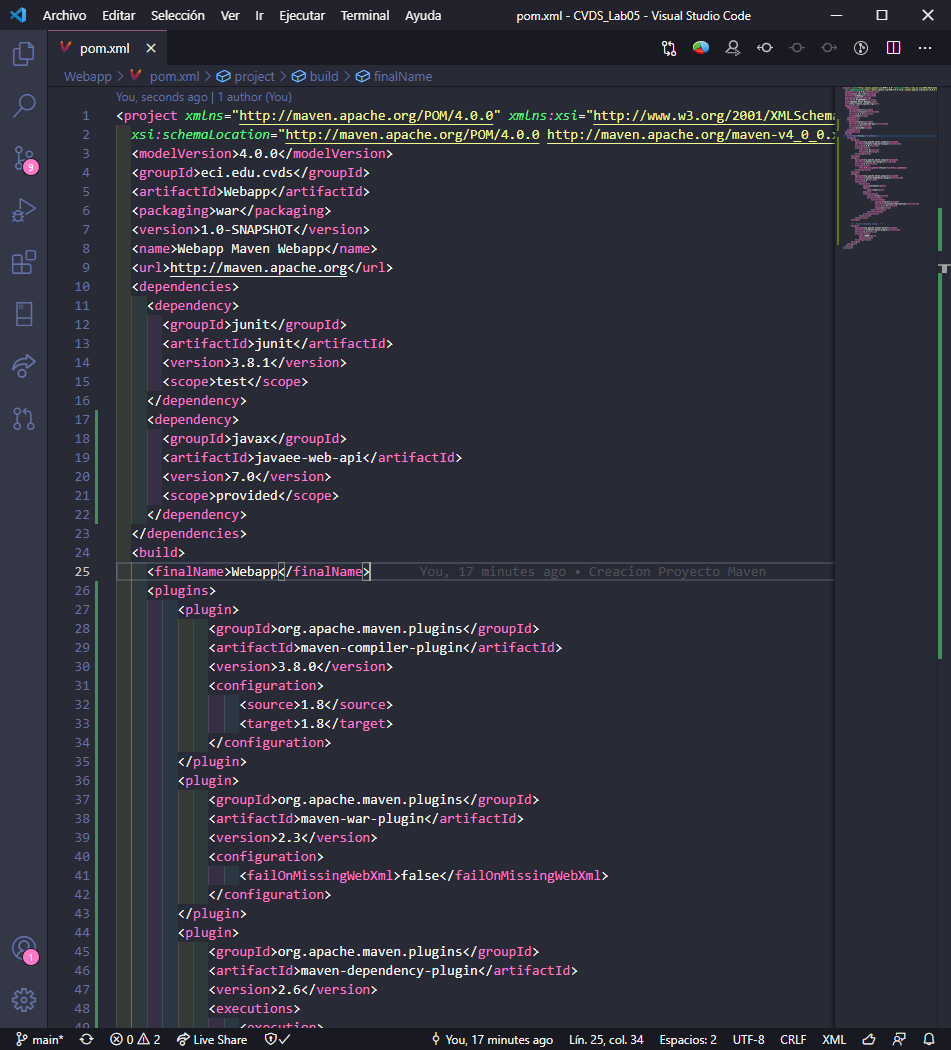 Archivo Editar Selección Ver Ir Ejecutar Terminal Ayuda pom.xml - CVDS_Lab05 - Visual Studio Code
pom.xml
Webapp > pom.xml > project > build > finalName
You, seconds ago | 1 author (You)
1 <project xmlns="http://maven.apache.org/POM/4.0.0" xmlns:xsi="http://www.w3.org/2001/XMLSchema
2 xsi:schemaLocation="http://maven.apache.org/POM/4.0.0 http://maven.apache.org/maven-v4_0_0.x
3 <modelVersion>4.0.0</modelVersion>
4 <groupId>eci.edu.cvds</groupId>
5 <artifactId>Webapp</artifactId>
6 <packaging>war</packaging>
7 <version>1.0-SNAPSHOT</version>
8 <name>Webapp Maven Webapp</name>
9 <url>http://maven.apache.org</url>
10 <dependencies>
11 <dependency>
12 <groupId>junit</groupId>
13 <artifactId>junit</artifactId>
14 <version>3.8.1</version>
15 <scope>test</scope>
16 </dependency>
17 <dependency>
18 <groupId>javax</groupId>
19 <artifactId>javaee-web-api</artifactId>
20 <version>7.0</version>
21 <scope>provided</scope>
22 </dependency>
23 </dependencies>
24 <build>
25 <finalName>Webapp</finalName> You, 17 minutes ago • Creacion Proyecto Maven
26 <plugins>
27 <plugin>
28 <groupId>org.apache.maven.plugins</groupId>
29 <artifactId>maven-compiler-plugin</artifactId>
30 <version>3.8.0</version>
31 <configuration>
32 <source>1.8</source>
33 <target>1.8</target>
34 </configuration>
35 </plugin>
36 <plugin>
37 <groupId>org.apache.maven.plugins</groupId>
38 <artifactId>maven-war-plugin</artifactId>
39 <version>2.3</version>
40 <configuration>
41 <failOnMissingWebXml>false</failOnMissingWebXml>
42 </configuration>
43 </plugin>
44 <plugin>
45 <groupId>org.apache.maven.plugins</groupId>
46 <artifactId>maven-dependency-plugin</artifactId>
47 <version>2.6</version>
48 <executions>
49 <execution>
9
1
main* 0 2 Live Share You, 17 minutes ago Lín. 25, col. 34 Espacios: 2 UTF-8 CRLF XML